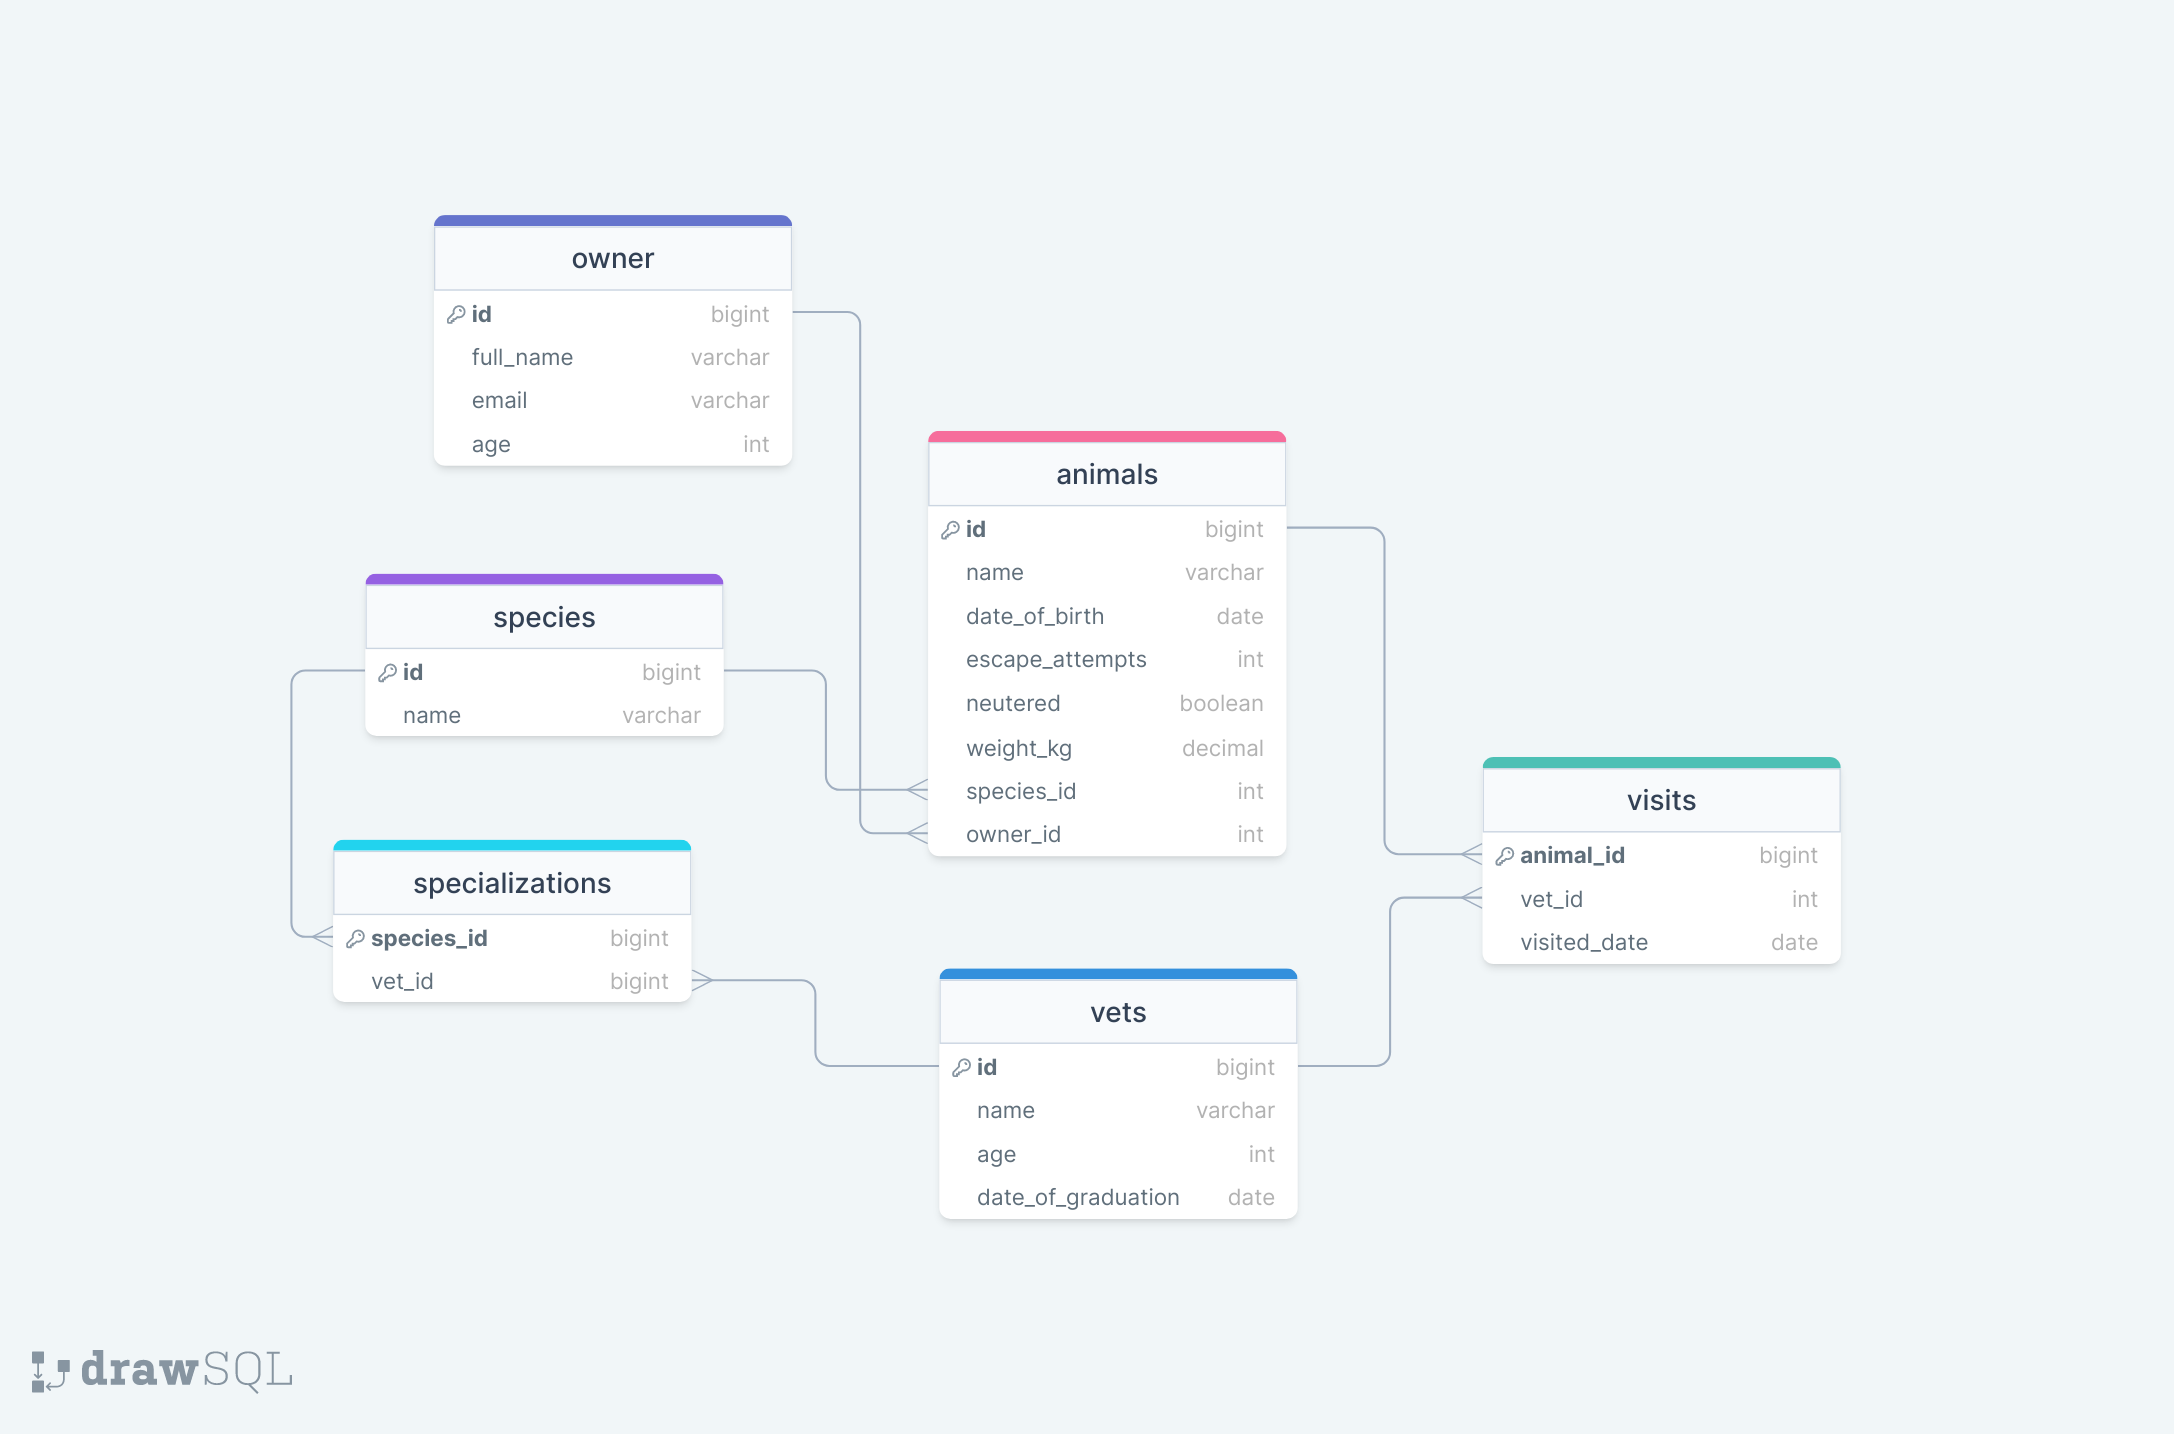 owner
id bigint
full_name varchar
email varchar
age int
animals
id bigint
name varchar
date_of_birth date
escape_attempts int
neutered boolean
weight_kg decimal
species_id int
owner_id int
species
id bigint
name varchar
visits
animal_id bigint
vet_id int
visited_date date
specializations
species_id bigint
vet_id bigint
vets
id bigint
name varchar
age int
date_of_graduation date
drawSQL